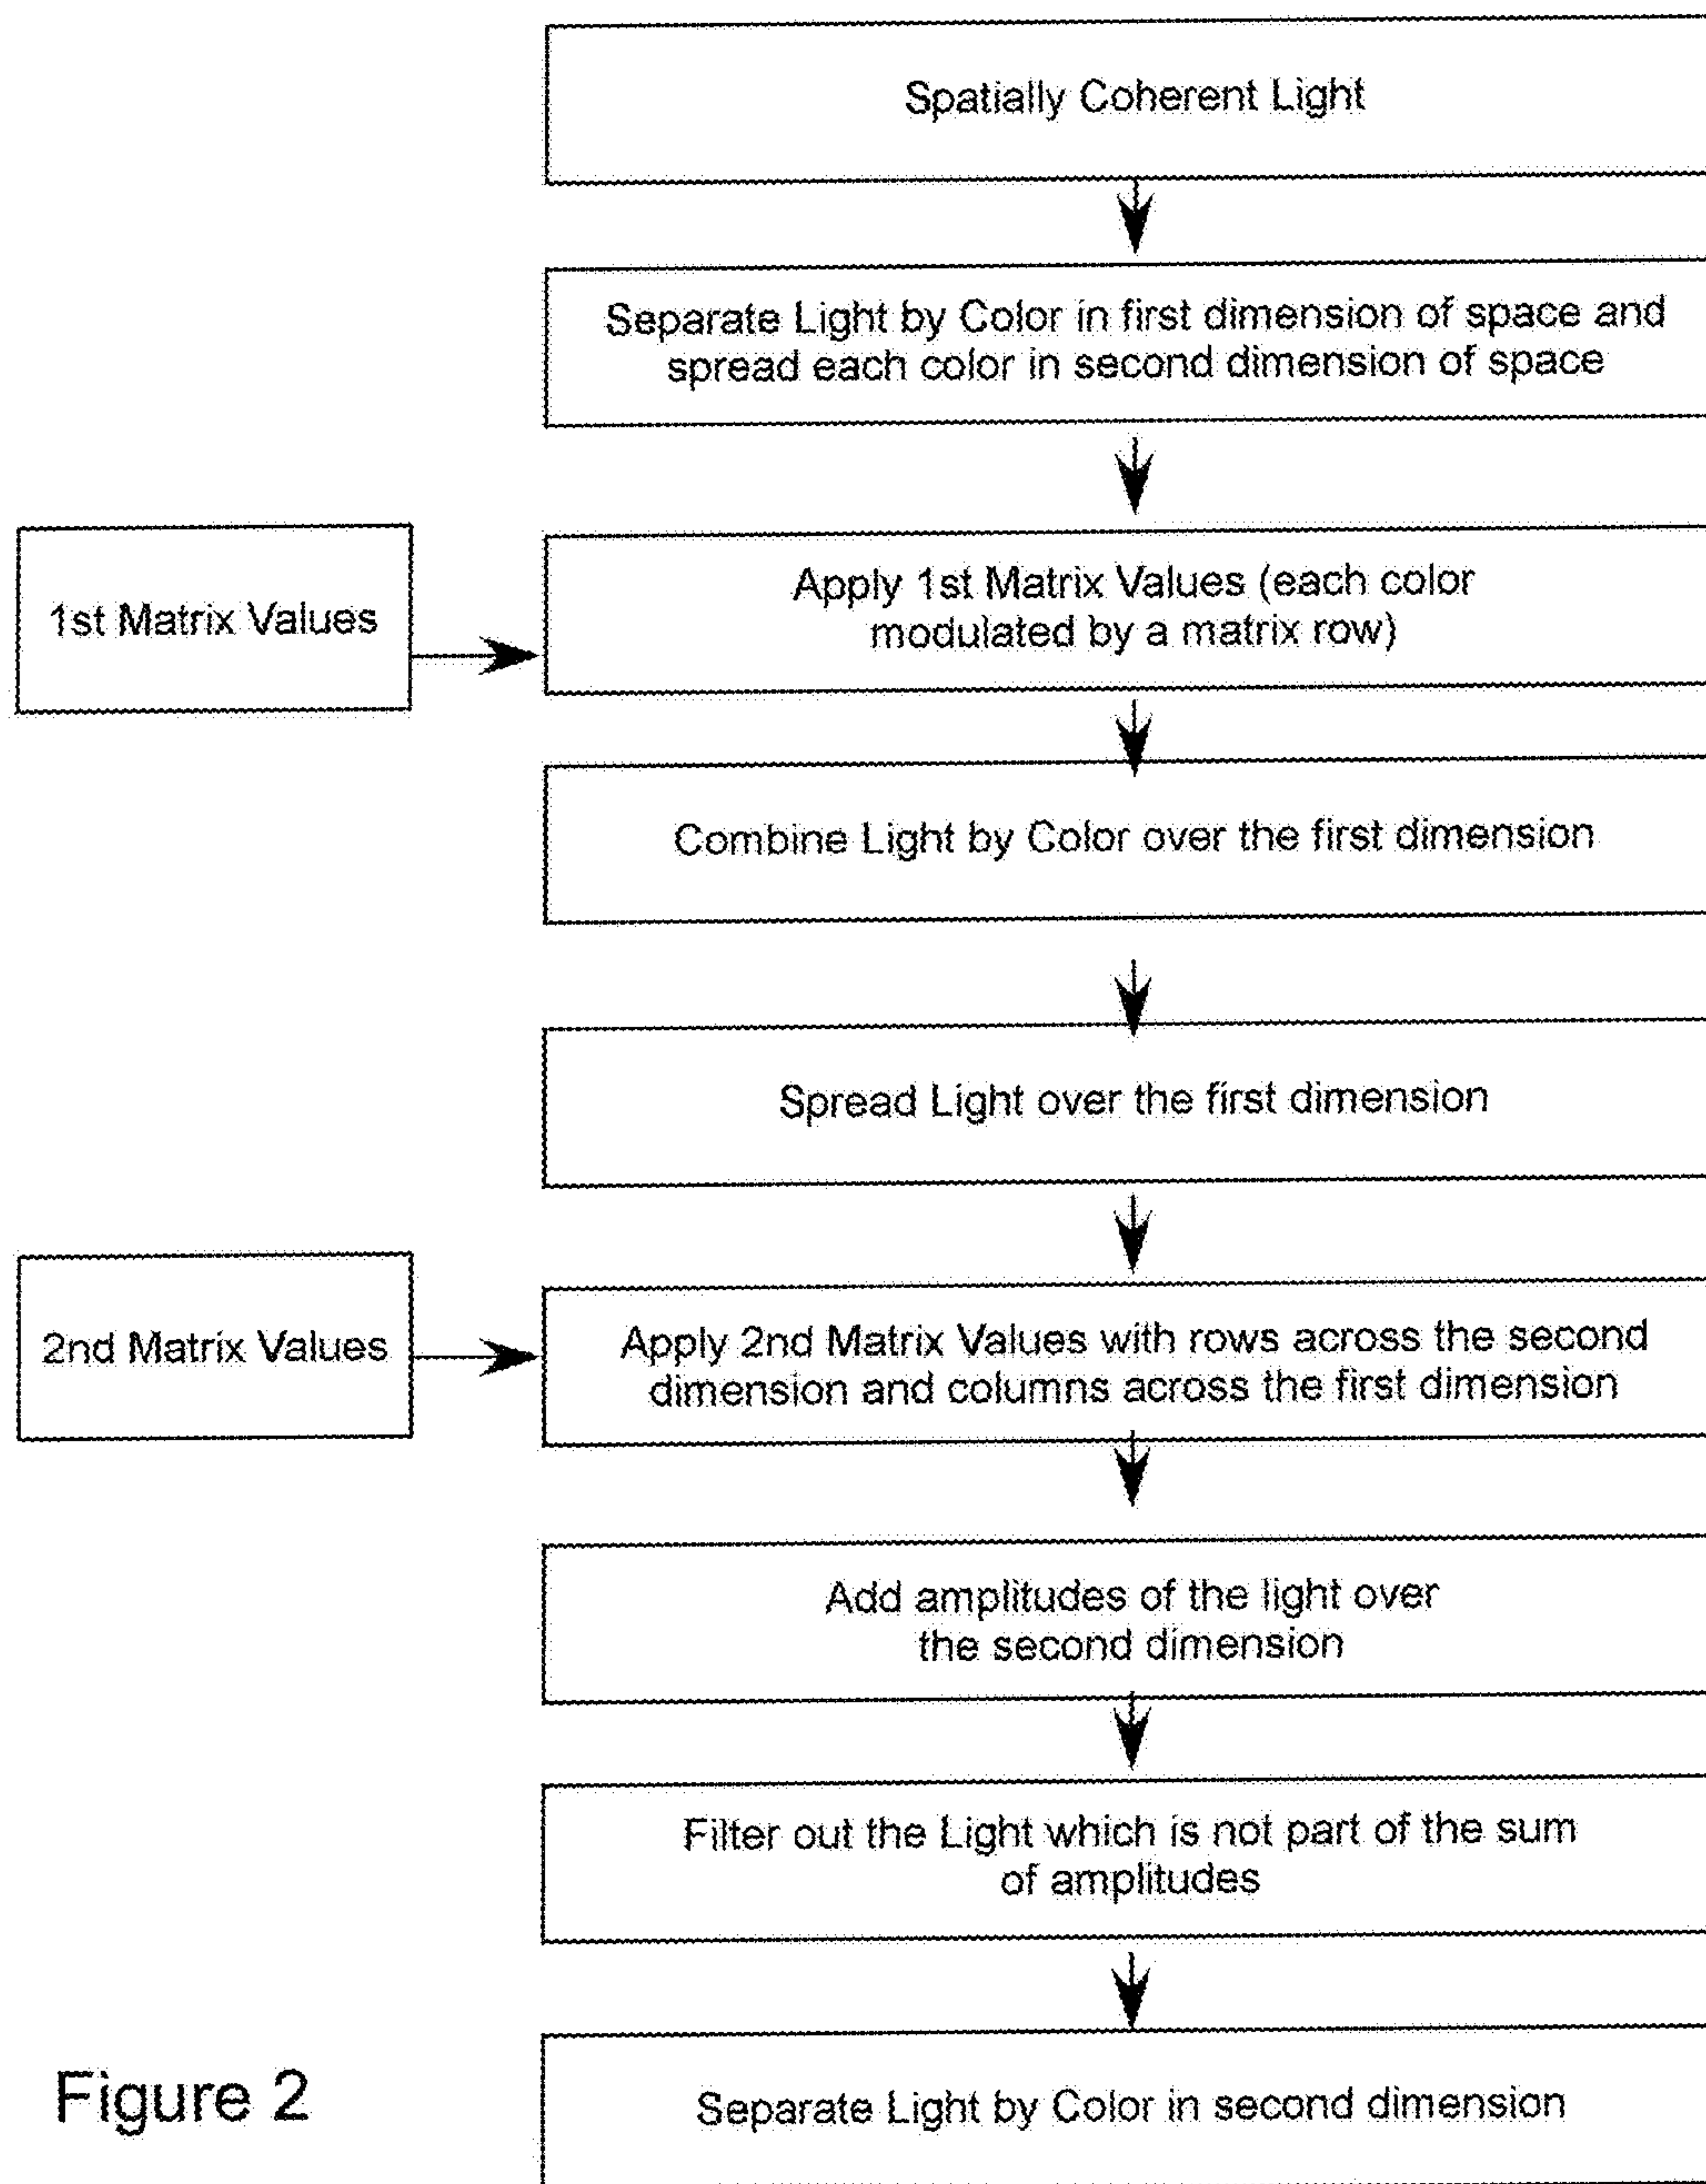 Spatially Coherent Light
Separate Light by Color in first dimension of space and
spread each color in second dimension of space
1st Matrix Values
Apply 1st Matrix Values (each color
modulated by a matrix row)
Combine Light by Color over the first dimension
Spread Light over the first dimension
2nd Matrix Values
Apply 2nd Matrix Values with rows across the second
dimension and columns across the first dimension
Add amplitudes of the light over
the second dimension
Filter out the Light which is not part of the sum
of amplitudes
Separate Light by Color in second dimension
Figure 2